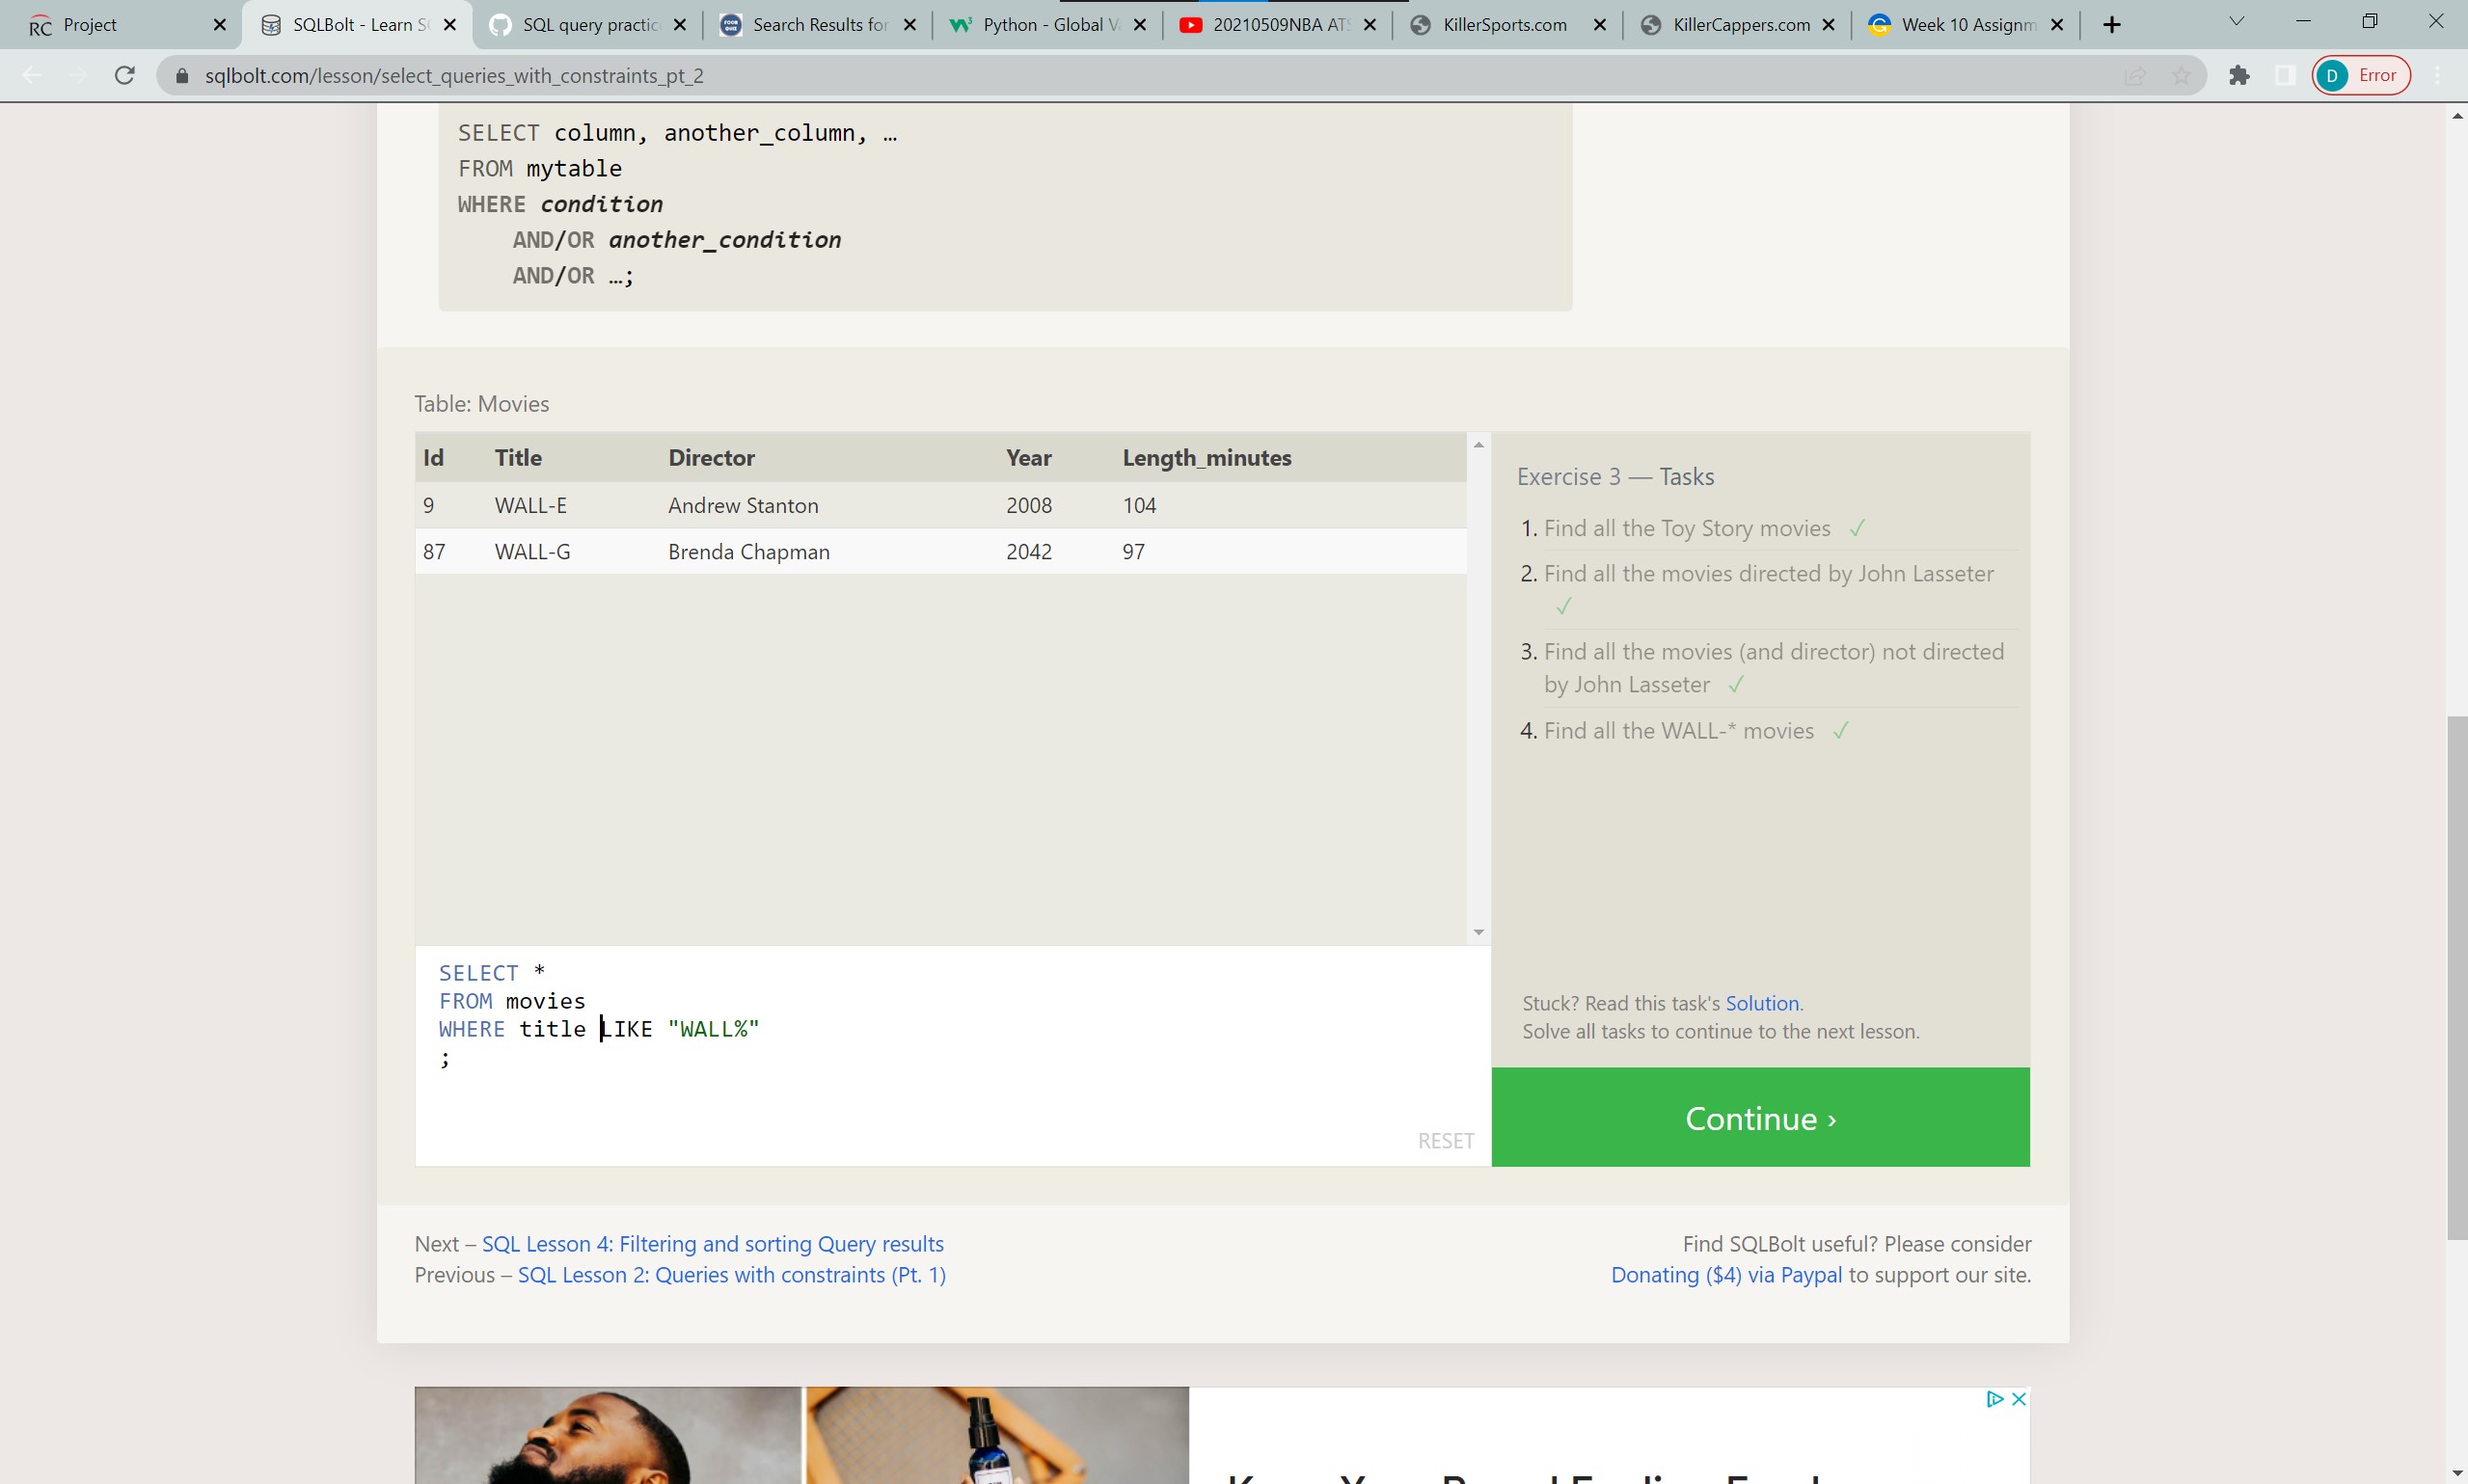 Project
SQLBolt - Learn S
SQL query practic
Search Results for
Python - Global V
20210509NBA ATS
KillerSports.com
KillerCappers.com
Week 10 Assignm
sqlbolt.com/lesson/select_queries_with_constraints_pt_2
D Error
SELECT column, another_column, …
FROM mytable
WHERE condition
AND/OR another_condition
AND/OR …;
Table: Movies
Id Title Director Year Length_minutes
9 WALL-E Andrew Stanton 2008 104
87 WALL-G Brenda Chapman 2042 97
Exercise 3 — Tasks
1. Find all the Toy Story movies ✓
2. Find all the movies directed by John Lasseter
✓
3. Find all the movies (and director) not directed
by John Lasseter ✓
4. Find all the WALL-* movies ✓
SELECT *
FROM movies
WHERE title LIKE "WALL%"
;
RESET
Stuck? Read this task's Solution.
Solve all tasks to continue to the next lesson.
Continue ›
Next – SQL Lesson 4: Filtering and sorting Query results
Previous – SQL Lesson 2: Queries with constraints (Pt. 1)
Find SQLBolt useful? Please consider
Donating ($4) via Paypal to support our site.